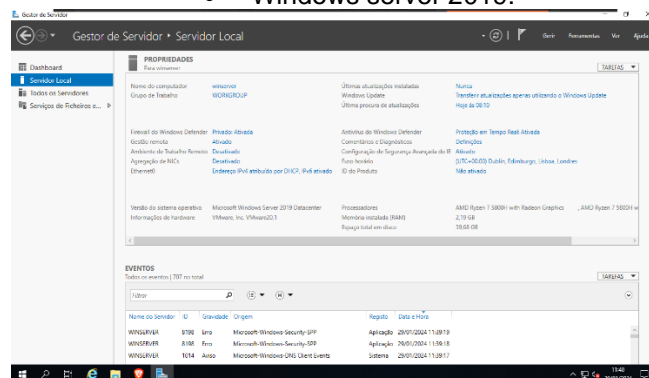 Windows server 2019.
Gestor de Servidor
Gestor de Servidor • Servidor Local
Gerir Ferramentas Ver Ajuda
Dashboard
Servidor Local
Todos os Servidores
Serviços de Ficheiros e...
PROPRIEDADES
Para winserver
TAREFAS
Nome do computador winserver
Grupo de Trabalho WORKGROUP
Últimas atualizações instaladas Nunca
Windows Update Transferir atualizações apenas utilizando o Windows Update
Última procura de atualizações Hoje às 08:10
Firewall do Windows Defender Privado: Ativada
Gestão remota Ativado
Ambiente de Trabalho Remoto Desativado
Agregação de NICs Desativado
Ethernet0 Endereço IPv4 atribuído por DHCP, IPv6 ativado
Antivírus do Windows Defender Proteção em Tempo Real: Ativada
Comentários e Diagnósticos Definições
Configuração de Segurança Avançada do IE Ativado
Fuso horário (UTC+00:00) Dublin, Edimburgo, Lisboa, Londres
ID do Produto Não ativado
Versão do sistema operativo Microsoft Windows Server 2019 Datacenter
Informações de hardware VMware, Inc. VMware20,1
Processadores AMD Ryzen 7 5800H with Radeon Graphics , AMD Ryzen 7 5800H w
Memória instalada (RAM) 2,19 GB
Espaço total em disco
EVENTOS
Todos os eventos | 707 no total
TAREFAS
Filtrar
Nome do Servidor ID Gravidade Origem Registo Data e Hora
WINSERVER 8198 Erro Microsoft-Windows-Security-SPP Aplicação 29/01/2024 11:39:19
WINSERVER 8198 Erro Microsoft-Windows-Security-SPP Aplicação 29/01/2024 11:39:18
WINSERVER 1014 Aviso Microsoft-Windows-DNS Client Events Sistema 29/01/2024 11:39:17
11:40